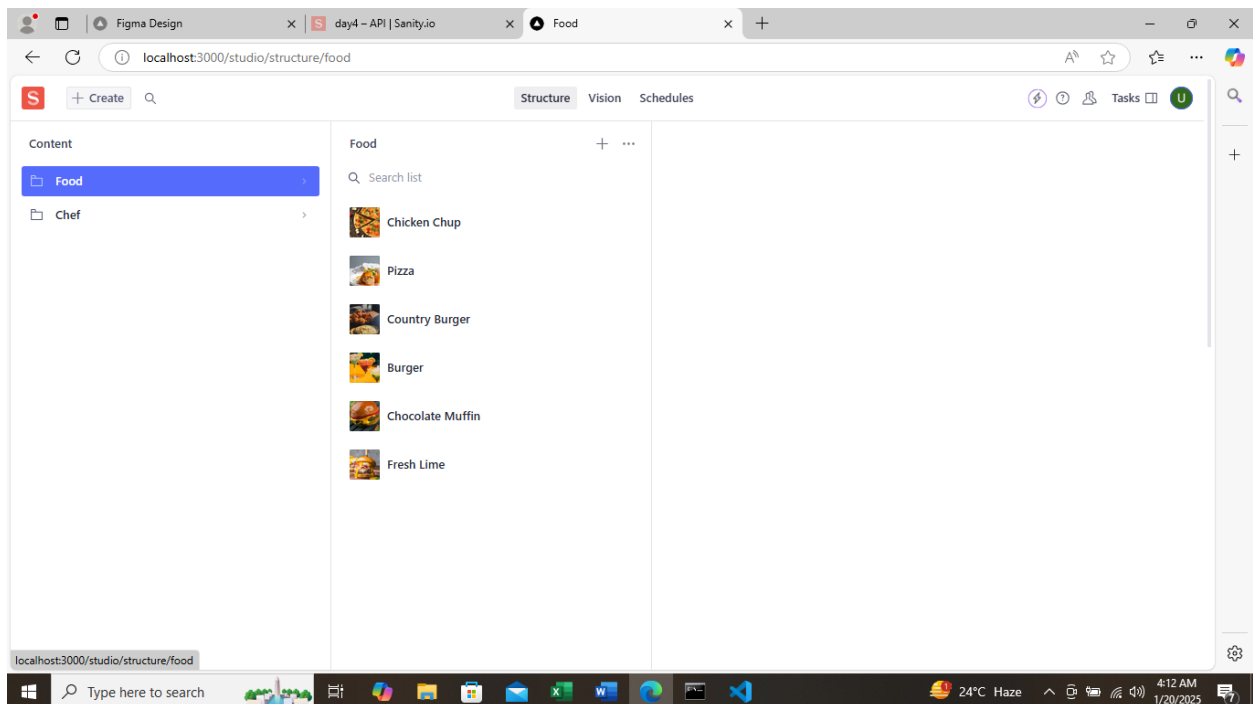 Figma Design
S day4 – API | Sanity.io
Food
localhost:3000/studio/structure/food
S
Create
Structure Vision Schedules
Tasks
U
Content
Food
Chef
Food
Search list
Chicken Chup
Pizza
Country Burger
Burger
Chocolate Muffin
Fresh Lime
localhost:3000/studio/structure/food
Type here to search
1
24°C Haze
4:12 AM
1/20/2025
7